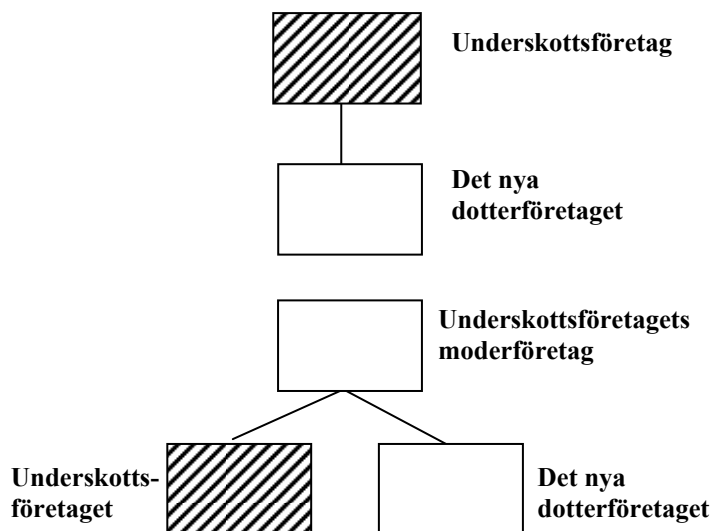 Underskottsföretag
Det nya
dotterföretaget
Underskottsföretagets
moderföretag
Underskotts-
företaget
Det nya
dotterföretaget